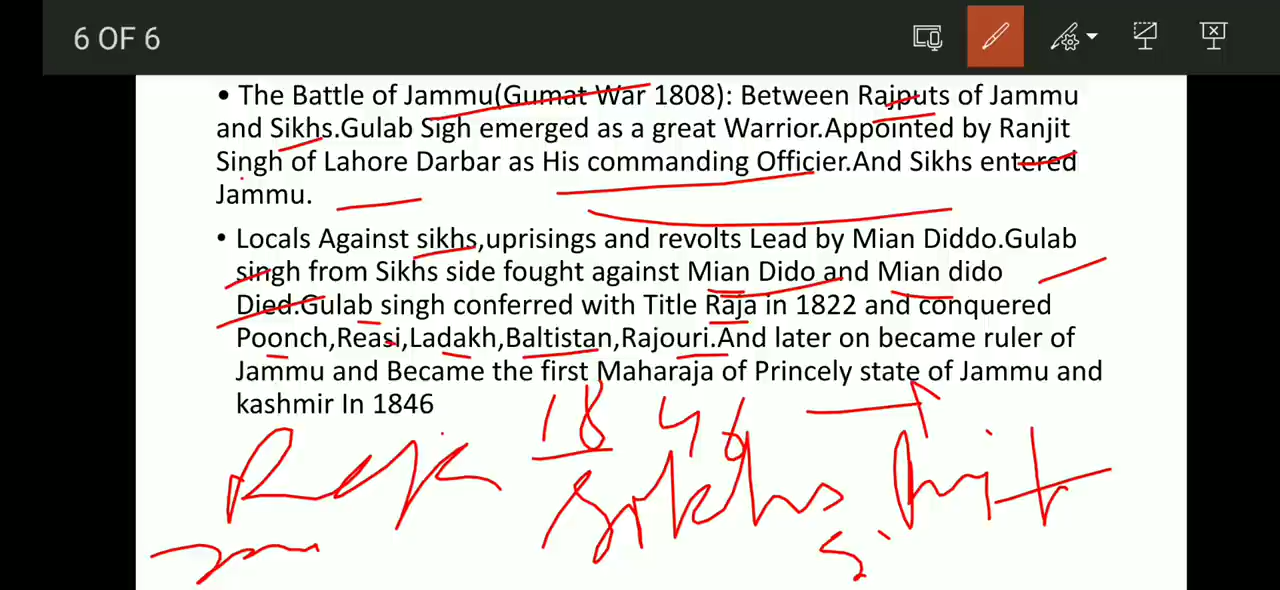 6 OF 6
• The Battle of Jammu(Gumat War 1808): Between Rajputs of Jammu
and Sikhs.Gulab Sigh emerged as a great Warrior.Appointed by Ranjit
Singh of Lahore Darbar as His commanding Officier.And Sikhs entered
Jammu.
• Locals Against sikhs,uprisings and revolts Lead by Mian Diddo.Gulab
singh from Sikhs side fought against Mian Dido and Mian dido
Died.Gulab singh conferred with Title Raja in 1822 and conquered
Poonch,Reasi,Ladakh,Baltistan,Rajouri.And later on became ruler of
Jammu and Became the first Maharaja of Princely state of Jammu and
kashmir In 1846
1846
Sikhs